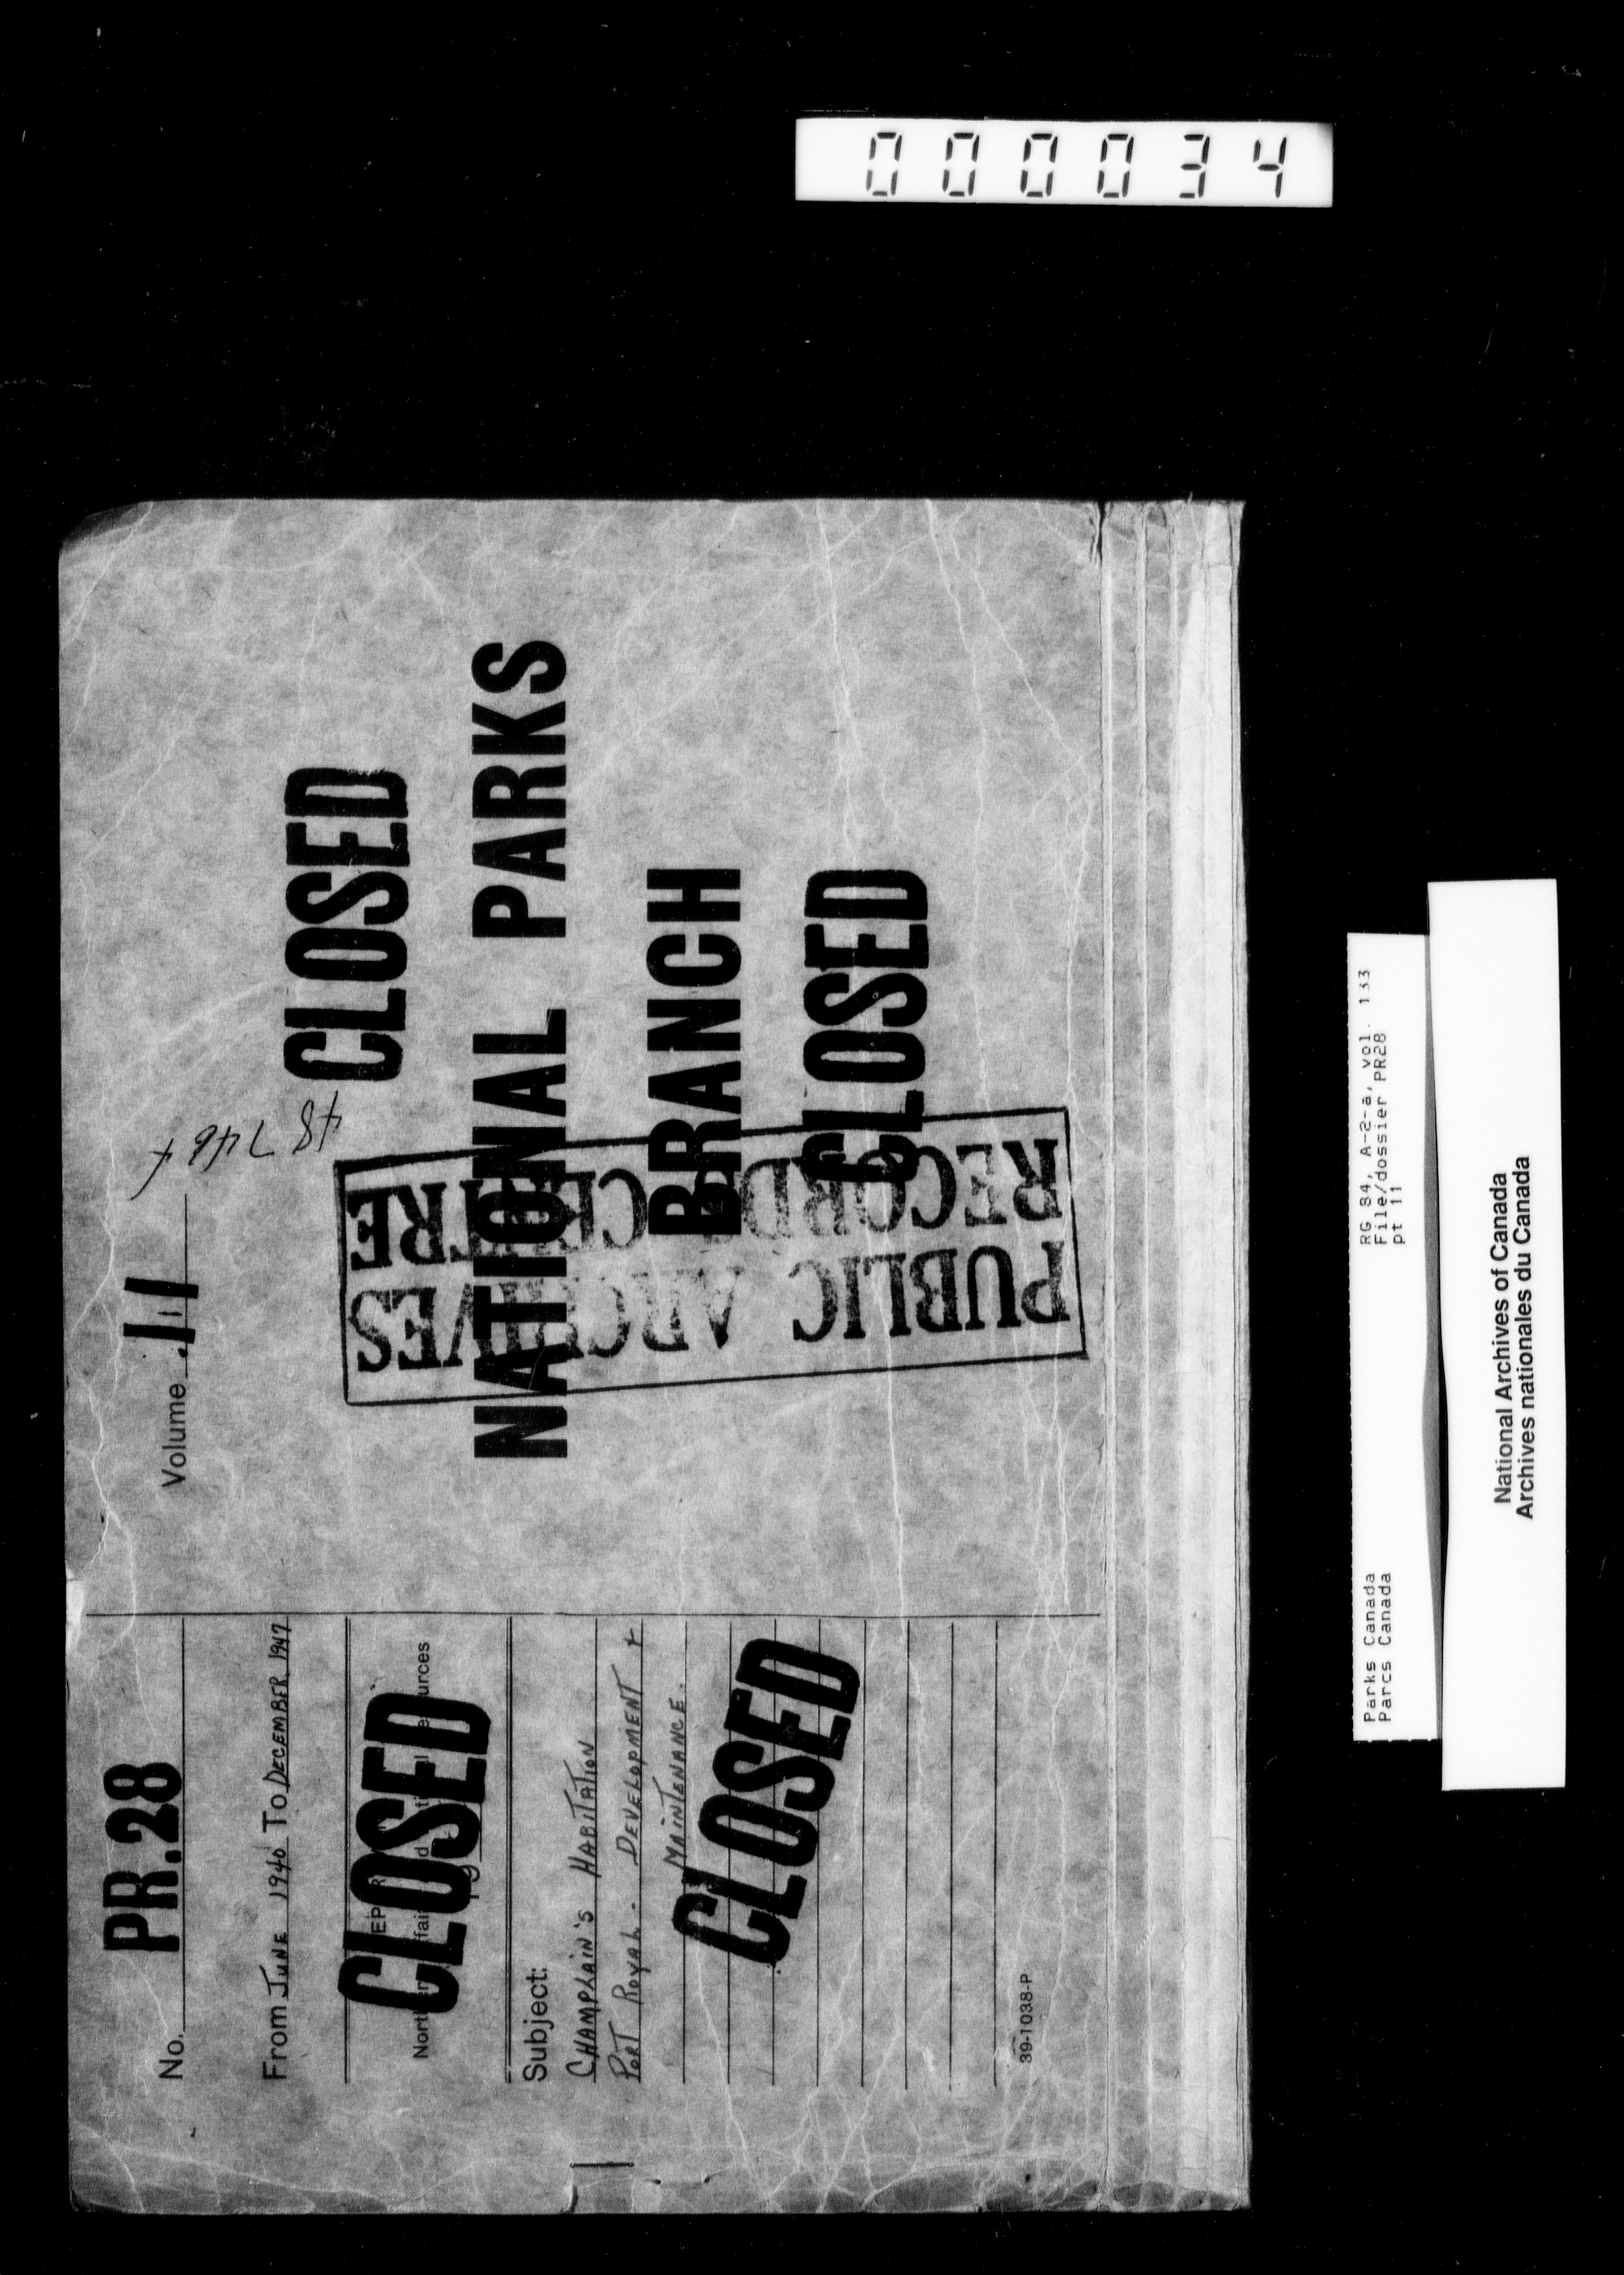 000034
No. PR.28
Volume 11
From JUNE 1940 To DECEMBER 1947
CLOSED
Subject:
CHAMPLAIN'S HABITATION
PORT ROYAL - DEVELOPMENT &
MAINTENANCE.
CLOSED
39-1038-P
CLOSED
NATIONAL PARKS
BRANCH
CLOSED
PUBLIC ARCHIVES
RECORDS CENTRE
Parks Canada
Parcs Canada
RG 84, A-2-a, vol. 133
File/dossier PR28
pt 11
National Archives of Canada
Archives nationales du Canada